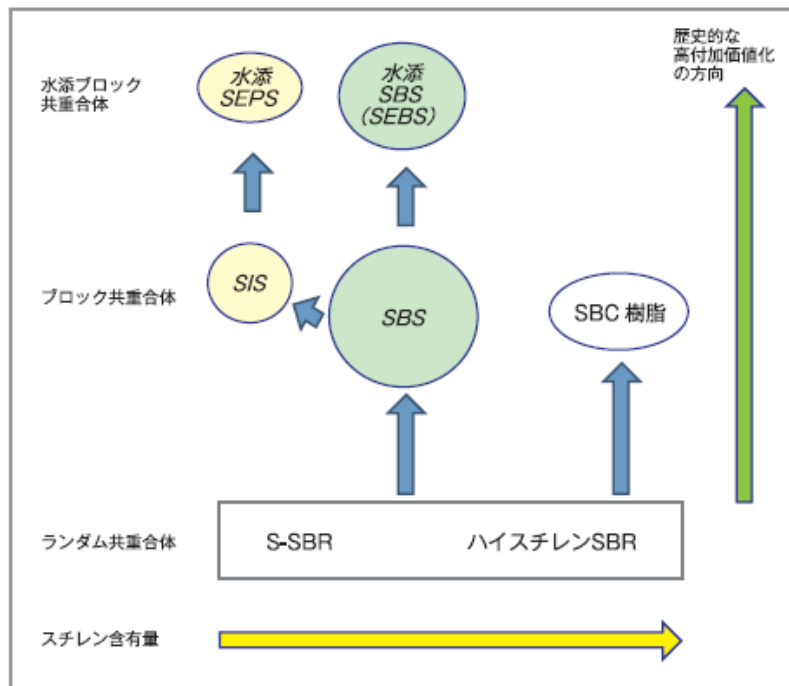 歴史的な
高付加価値化
の方向
水添ブロック
共重合体
水添
SEPS
水添
SBS
（SEBS）
ブロック共重合体
SIS
SBS
SBC 樹脂
ランダム共重合体
S-SBR
ハイスチレンSBR
スチレン含有量